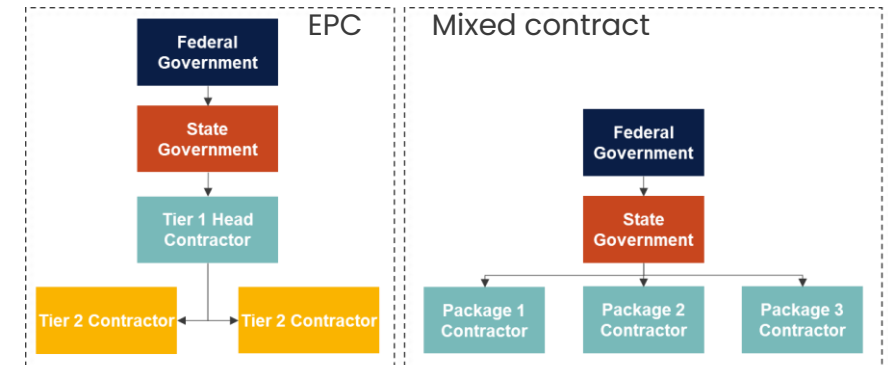 EPC
Federal
Government
State
Government
Tier 1 Head
Contractor
Tier 2 Contractor
Tier 2 Contractor
Mixed contract
Federal
Government
State
Government
Package 1
Contractor
Package 2
Contractor
Package 3
Contractor